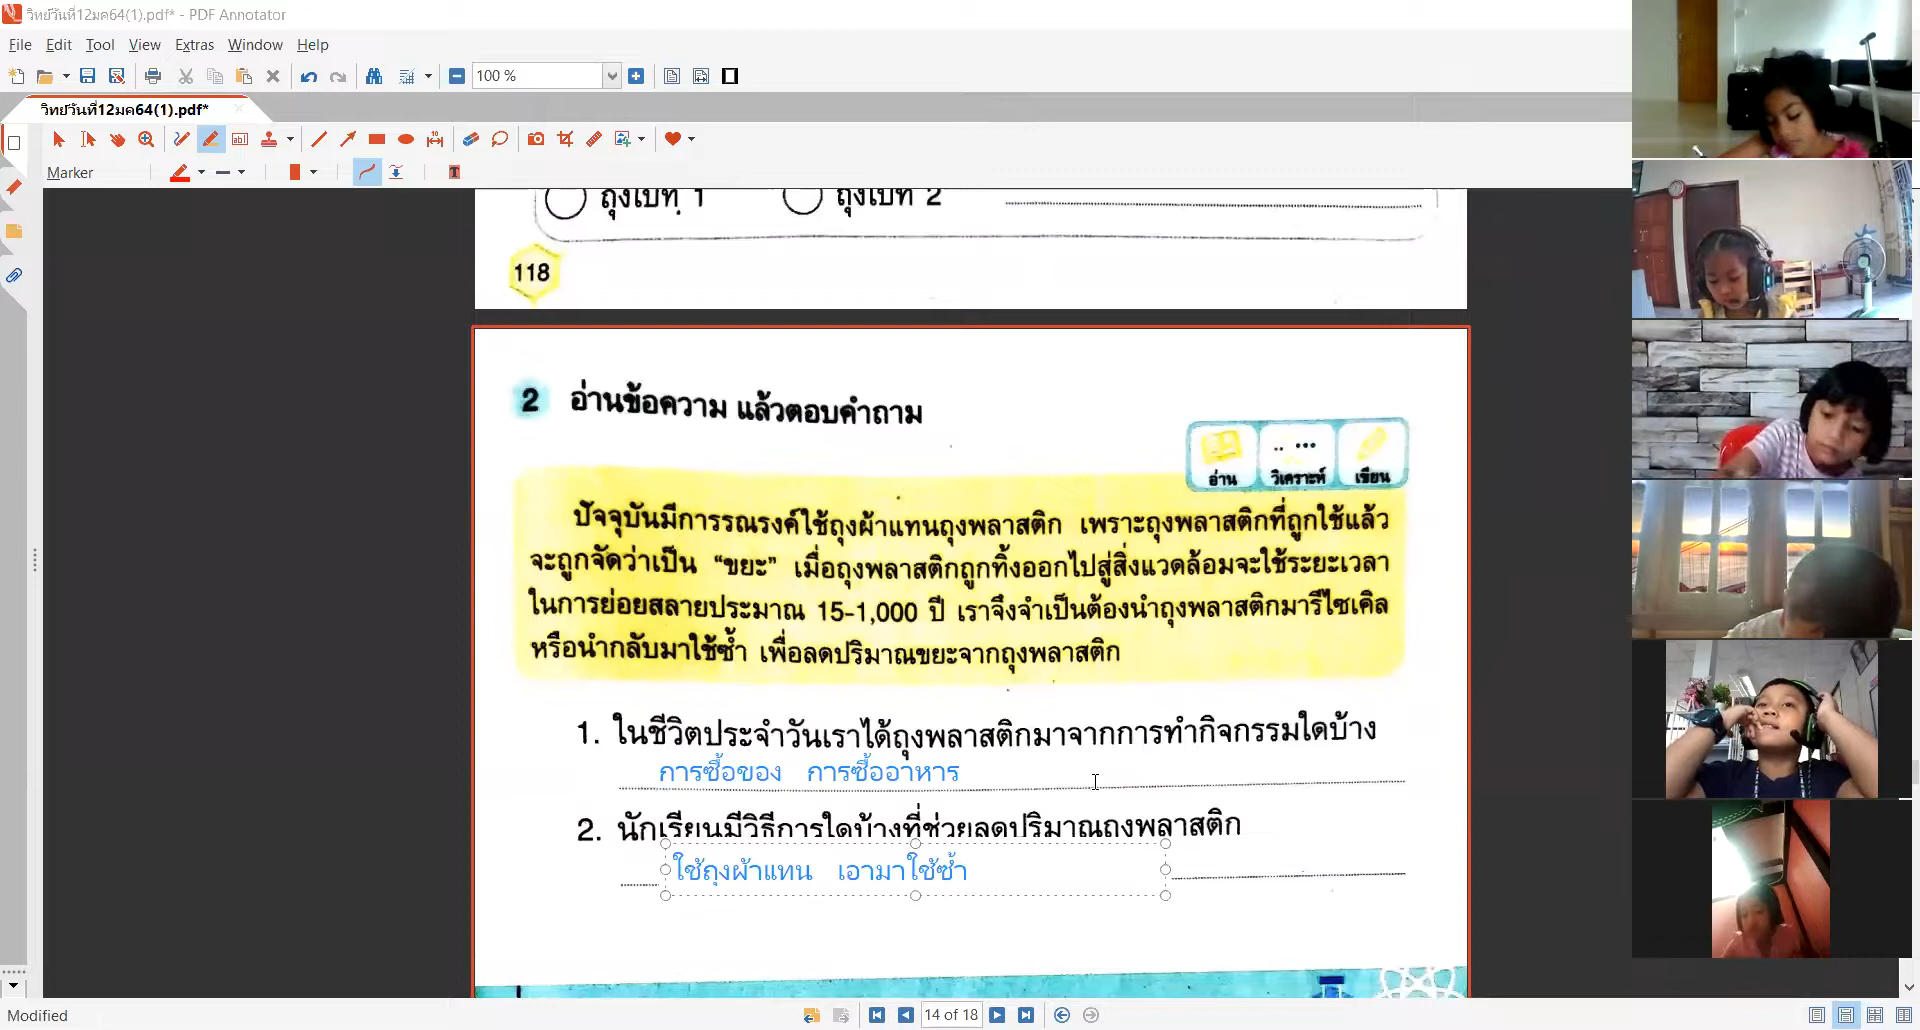 วิทย์วันที่12มค64(1).pdf* - PDF Annotator
File Edit Tool View Extras Window Help
100 %
วิทย์วันที่12มค64(1).pdf*
Marker
ถุงใบที่ 1 ถุงใบที่ 2
118
2 อ่านข้อความ แล้วตอบคำถาม
อ่าน วิเคราะห์ เขียน
ปัจจุบันมีการรณรงค์ใช้ถุงผ้าแทนถุงพลาสติก เพราะถุงพลาสติกที่ถูกใช้แล้ว
จะถูกจัดว่าเป็น “ขยะ” เมื่อถุงพลาสติกถูกทิ้งออกไปสู่สิ่งแวดล้อมจะใช้ระยะเวลา
ในการย่อยสลายประมาณ 15-1,000 ปี เราจึงจำเป็นต้องนำถุงพลาสติกมารีไซเคิล
หรือนำกลับมาใช้ซ้ำ เพื่อลดปริมาณขยะจากถุงพลาสติก
1. ในชีวิตประจำวันเราได้ถุงพลาสติกมาจากการทำกิจกรรมใดบ้าง
การซื้อของ การซื้ออาหาร
2. นักเรียนมีวิธีการใดบ้างที่ช่วยลดปริมาณถุงพลาสติก
ใช้ถุงผ้าแทน เอามาใช้ซ้ำ
Modified
14 of 18